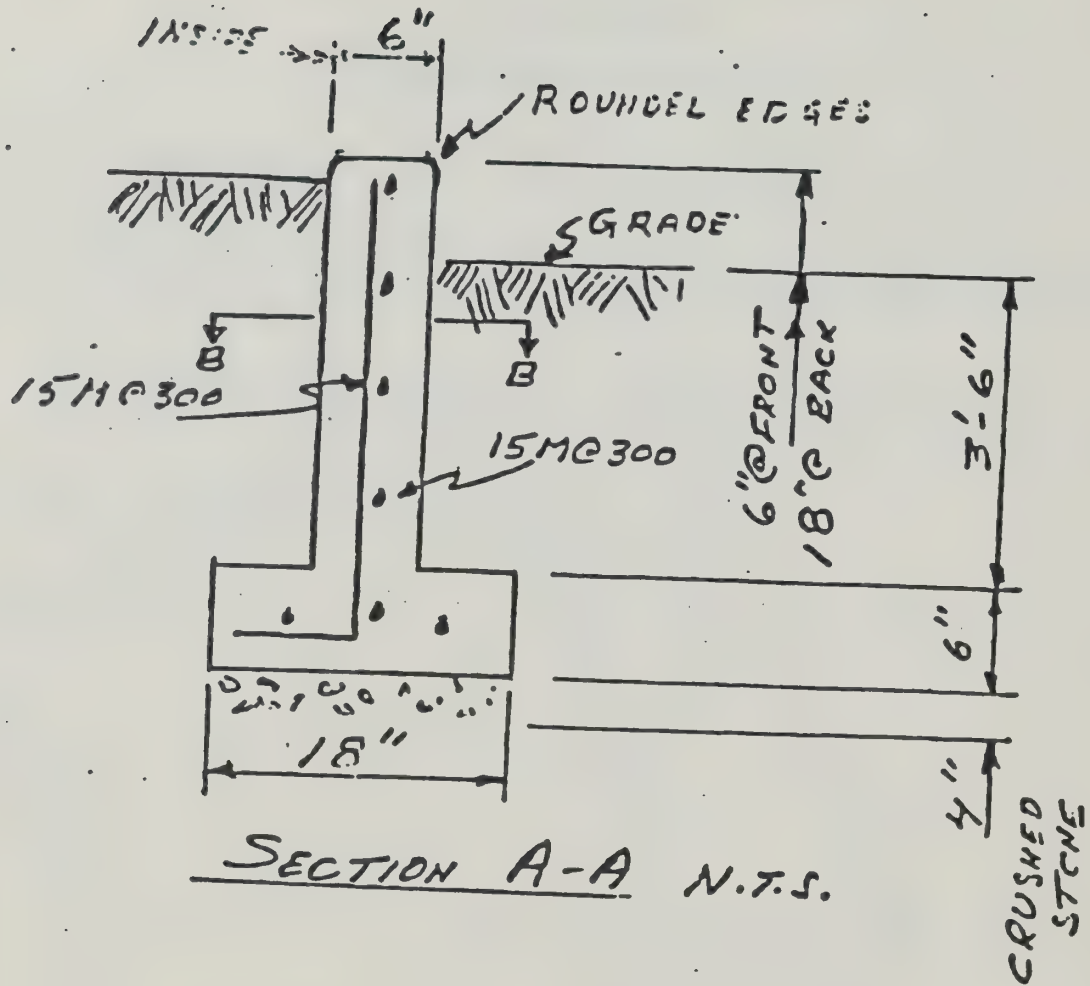 INSIDE
6"
ROUNDEL EDGES
GRADE
B
B
15M@300
15M@300
6"@FRONT
18"@ BACK
3'-6"
6"
18"
4"
CRUSHED
STONE
SECTION A-A N.T.S.